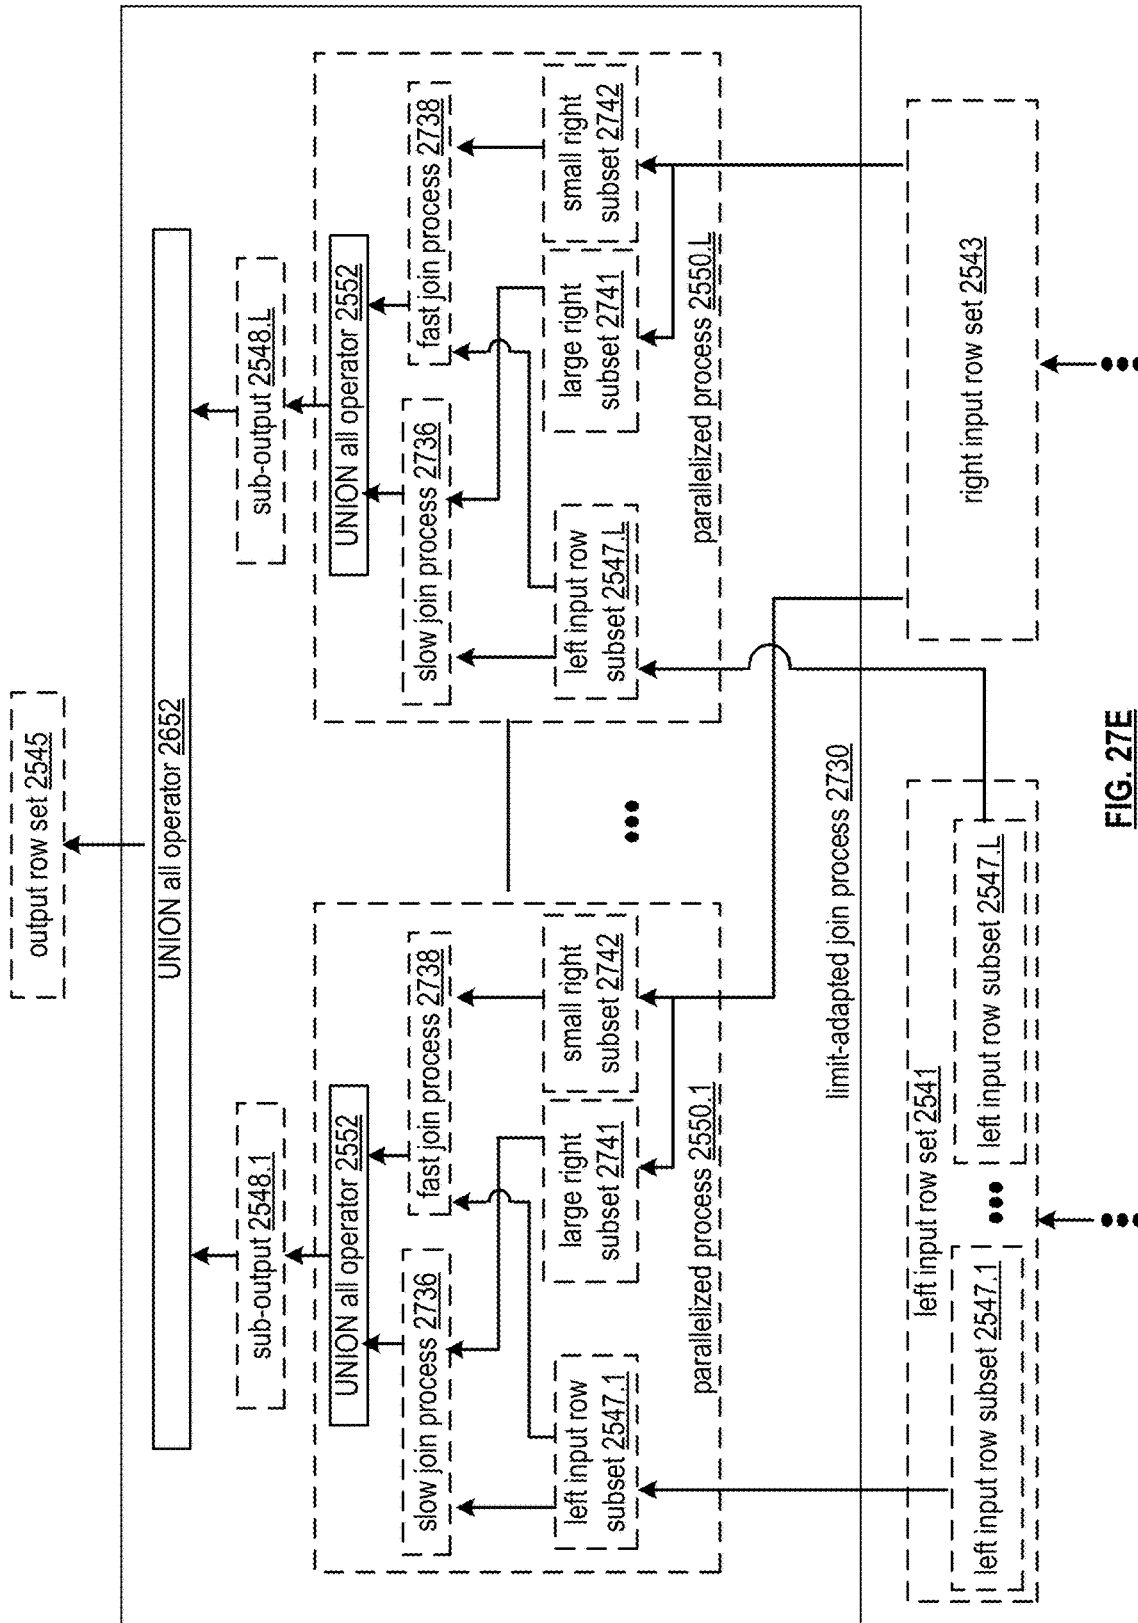 output row set 2545
UNION all operator 2652
sub-output 2548.1
sub-output 2548.L
UNION all operator 2552
slow join process 2736
fast join process 2738
left input row
subset 2547.1
large right
subset 2741
small right
subset 2742
parallelized process 2550.1
UNION all operator 2552
slow join process 2736
fast join process 2738
left input row
subset 2547.L
large right
subset 2741
small right
subset 2742
parallelized process 2550.L
limit-adapted join process 2730
left input row set 2541
left input row subset 2547.1
left input row subset 2547.L
right input row set 2543
FIG. 27E